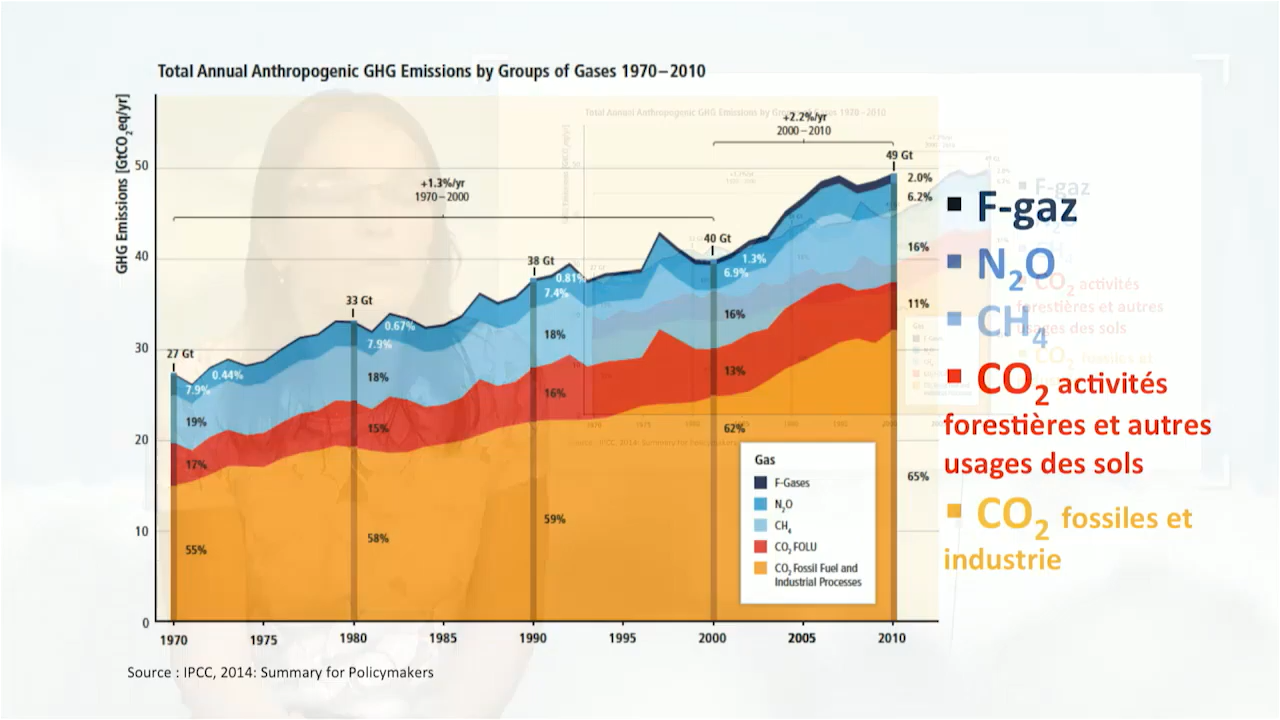 Total Annual Anthropogenic GHG Emissions by Groups of Gases 1970–2010
GHG Emissions [GtCO2eq/yr]
50
40
30
20
10
0
+2.2%/yr
2000–2010
+1.3%/yr
1970–2000
27 Gt
33 Gt
38 Gt
40 Gt
49 Gt
0.44%
7.9%
19%
17%
55%
0.67%
7.9%
18%
15%
58%
0.81%
7.4%
18%
16%
59%
1.3%
6.9%
16%
13%
62%
2.0%
6.2%
16%
11%
65%
Gas
F-Gases
N2O
CH4
CO2 FOLU
CO2 Fossil Fuel and
Industrial Processes
1970 1975 1980 1985 1990 1995 2000 2005 2010
Source : IPCC, 2014: Summary for Policymakers
▪ F-gaz
▪ N2O
▪ CH4
▪ CO2 activités
forestières et autres
usages des sols
▪ CO2 fossiles et
industrie